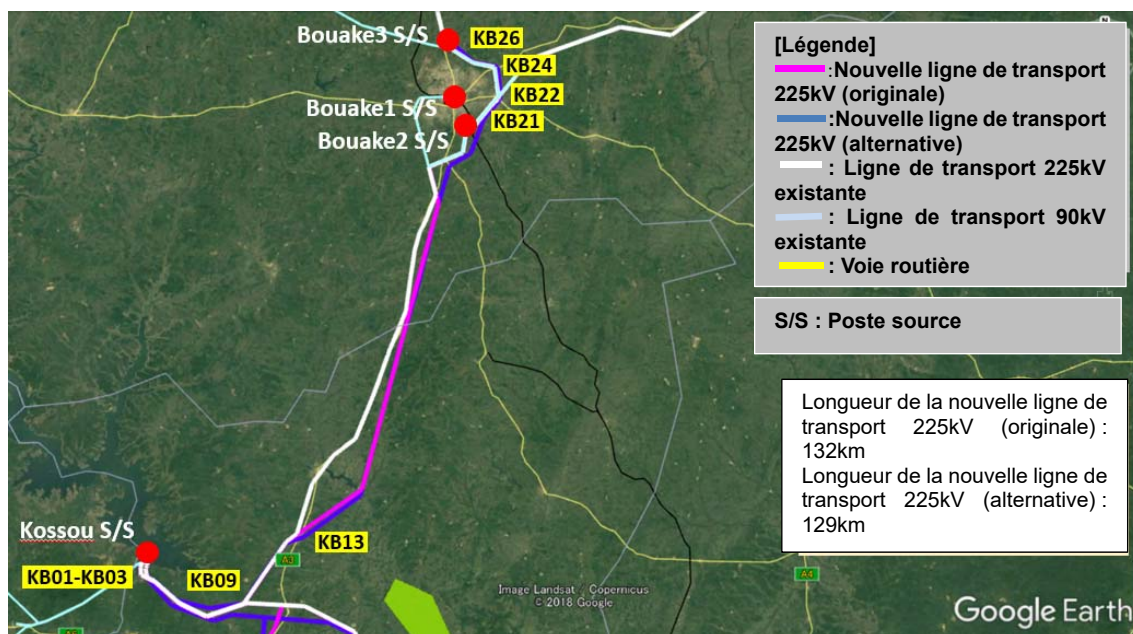 Bouake3 S/S
KB26
KB24
Bouake1 S/S
KB22
KB21
Bouake2 S/S
KB13
Kossou S/S
KB01-KB03
KB09
A3
A4
[Légende]
:Nouvelle ligne de transport
225kV (originale)
:Nouvelle ligne de transport
225kV (alternative)
: Ligne de transport 225kV
existante
: Ligne de transport 90kV
existante
: Voie routière
S/S : Poste source
Longueur de la nouvelle ligne de
transport 225kV (originale) :
132km
Longueur de la nouvelle ligne de
transport 225kV (alternative) :
129km
Image Landsat / Copernicus
© 2018 Google
Google Earth